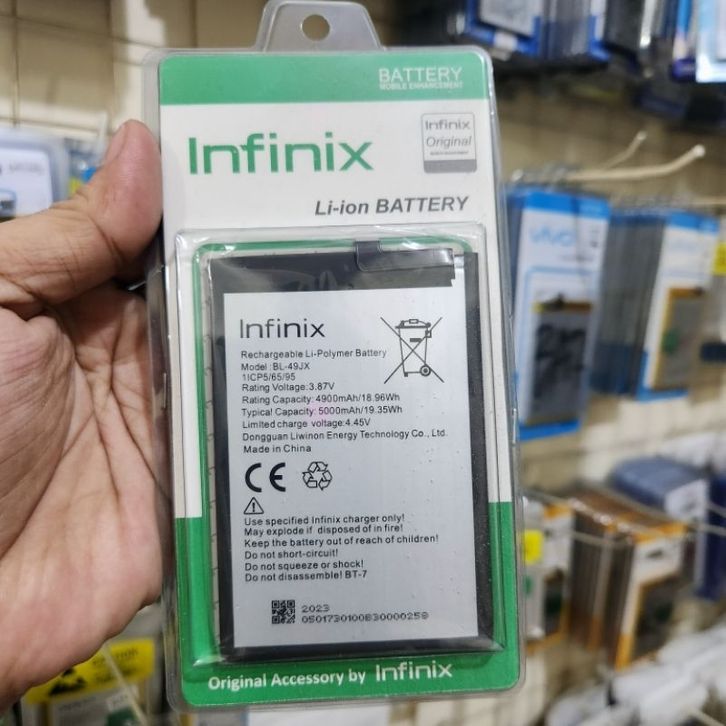 BATTERY
MOBILE ENHANCEMENT
Infinix
Infinix
Original
Li-ion BATTERY
Infinix
Rechargeable Li-Polymer Battery
Model: BL-49JX
1ICP5/65/95
Rating Voltage: 3.87V
Rating Capacity: 4900mAh/18.96Wh
Typical Capacity: 5000mAh/19.35Wh
Limited charge voltage: 4.45V
Dongguan Liwinon Energy Technology Co., Ltd.
Made in China
CE
Use specified Infinix charger only!
May explode if disposed of in fire!
Keep the battery out of reach of children!
Do not short-circuit!
Do not squeeze or shock!
Do not disassemble! BT-7
2023
0501730100830000258
Original Accessory by Infinix
vivo